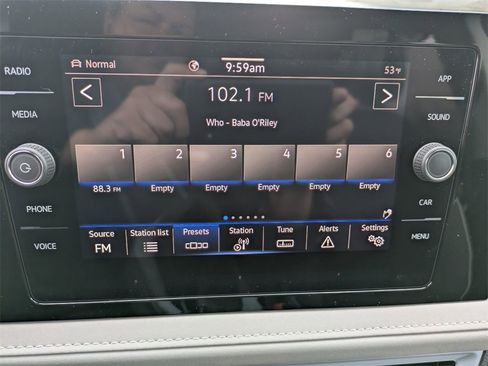 RADIO
MEDIA
PHONE
VOICE
Normal 9:59am 53°F
102.1 FM
Who - Baba O'Riley
1 2 3 4 5 6
88.3 FM Empty Empty Empty Empty Empty
Source Station list Presets Station Tune Alerts Settings
FM
APP
SOUND
CAR
MENU